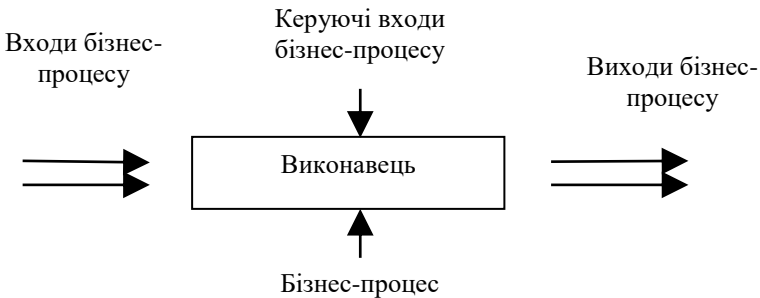 Керуючі входи
бізнес-процесу
Входи бізнес-
процесу
Виходи бізнес-
процесу
Виконавець
Бізнес-процес